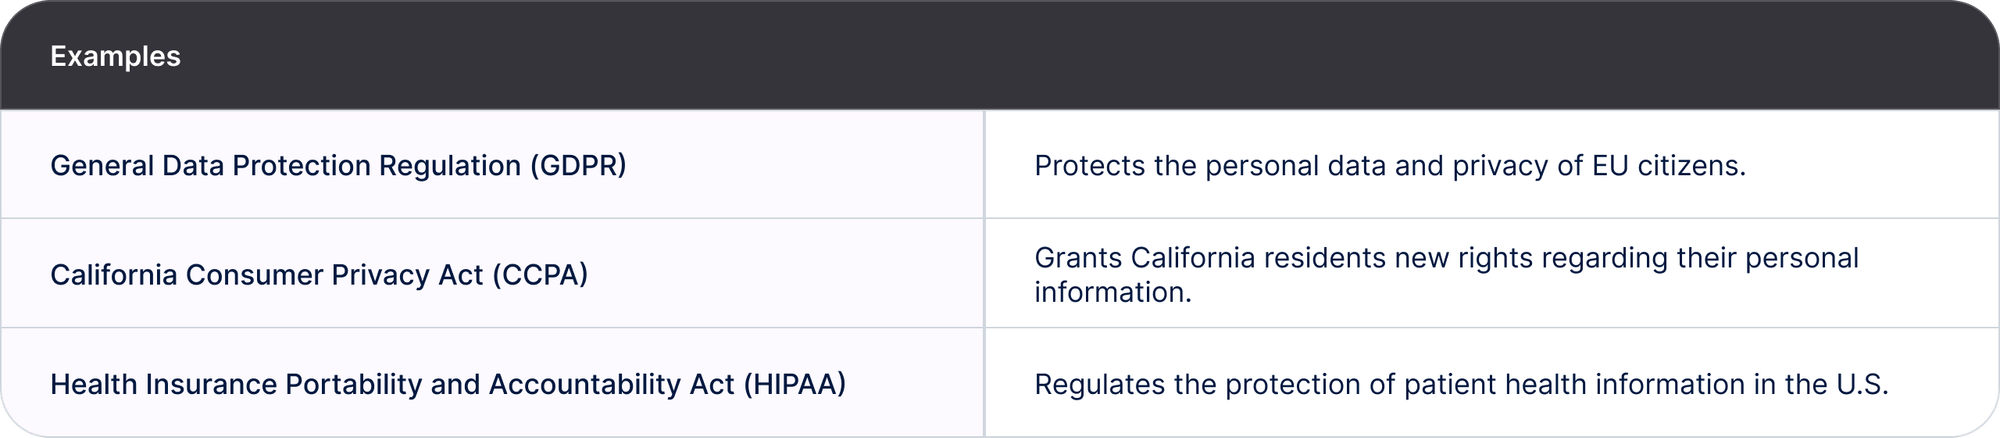 Examples
General Data Protection Regulation (GDPR)
Protects the personal data and privacy of EU citizens.
California Consumer Privacy Act (CCPA)
Grants California residents new rights regarding their personal
information.
Health Insurance Portability and Accountability Act (HIPAA)
Regulates the protection of patient health information in the U.S.